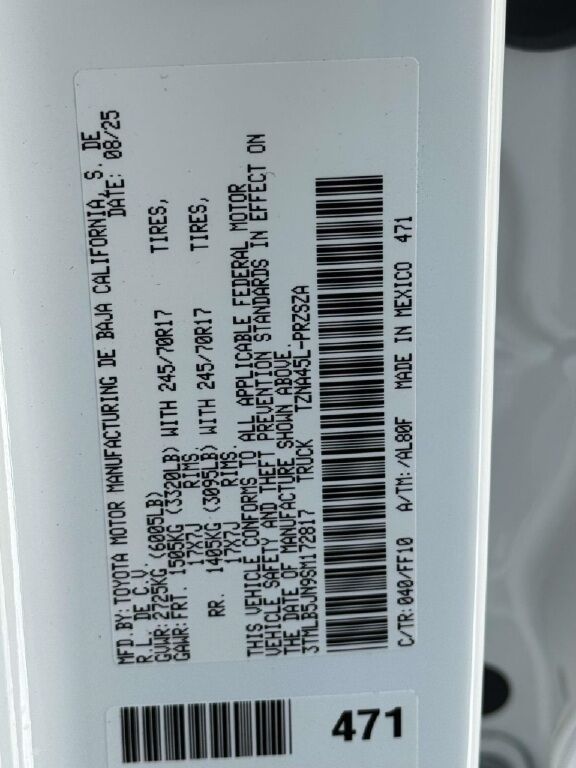 MFD.BY:TOYOTA MOTOR MANUFACTURING DE BAJA CALIFORNIA, S. DE
R.L. DE C.V. DATE: 08/25
GVWR:2725KG (6005LB)
GAWR:FRT. 1505KG (3320LB) WITH 245/70R17 TIRES,
17X7J RIMS.
RR. 1405KG (3095LB) WITH 245/70R17 TIRES,
17X7J RIMS.
THIS VEHICLE CONFORMS TO ALL APPLICABLE FEDERAL MOTOR
VEHICLE SAFETY AND THEFT PREVENTION STANDARDS IN EFFECT ON
THE DATE OF MANUFACTURE SHOWN ABOVE.
3TMLB5JN9SM172817 TRUCK TZNA45L-PRZSZA
C/TR:040/FF10 A/TM:/AL80F MADE IN MEXICO 471
471